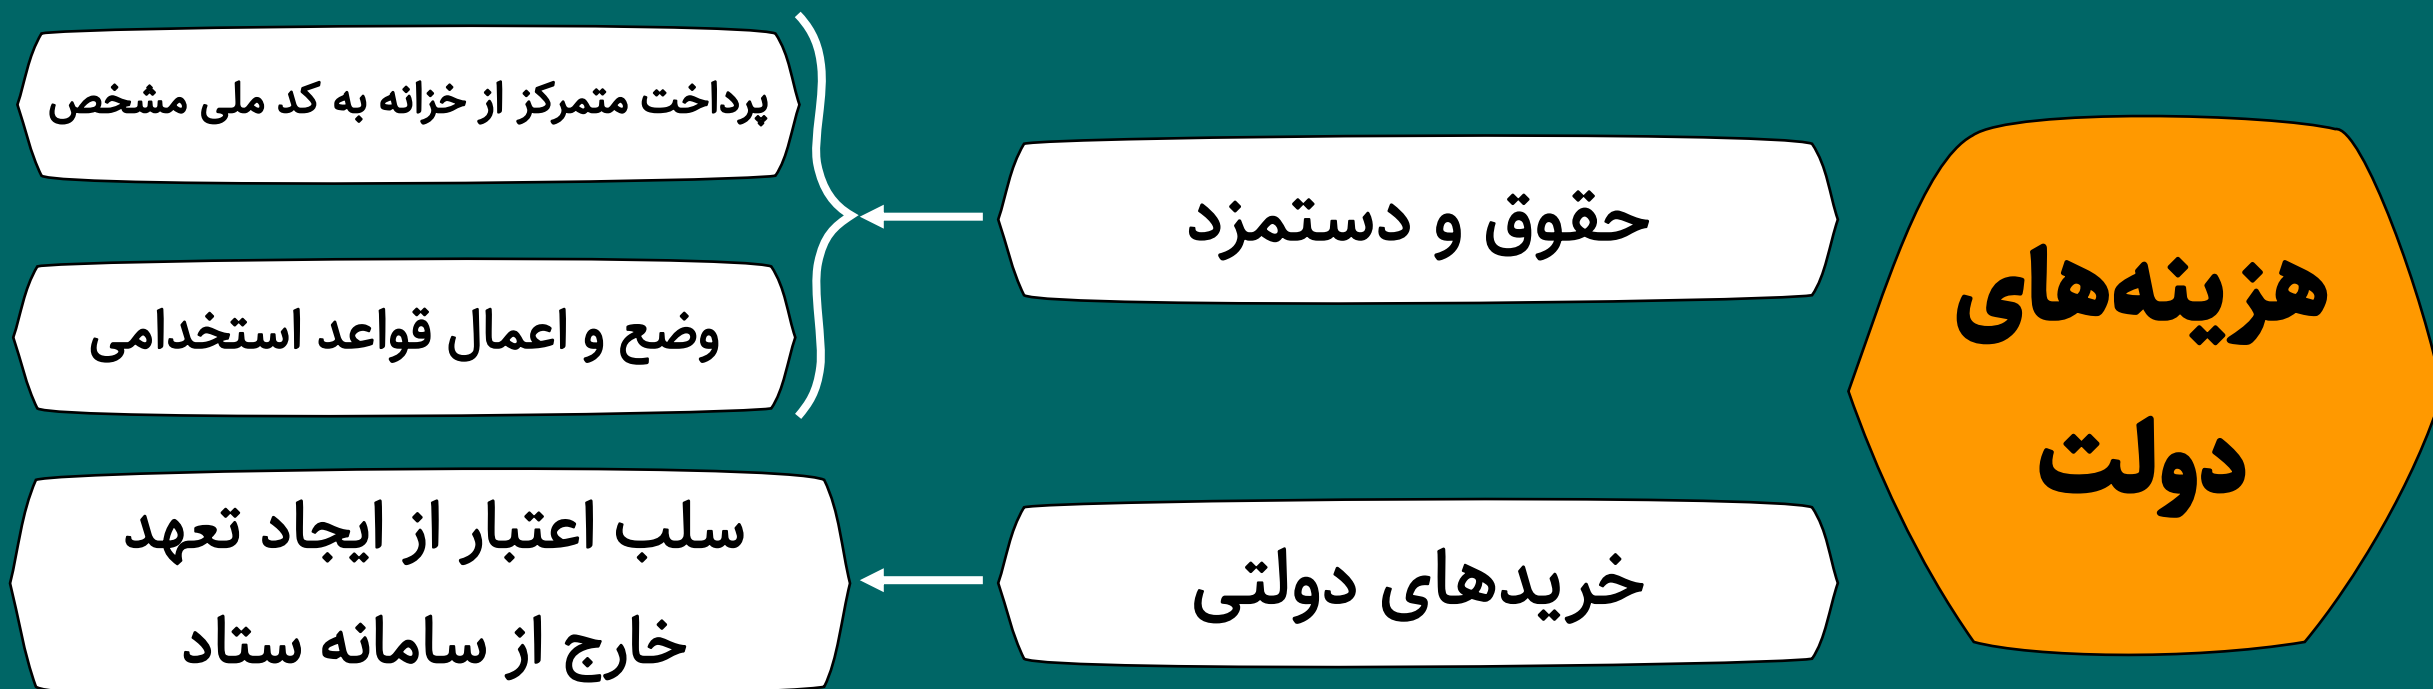 هزینه‌های
دولت
حقوق و دستمزد
پرداخت متمرکز از خزانه به کد ملی مشخص
وضع و اعمال قواعد استخدامی
خریدهای دولتی
سلب اعتبار از ایجاد تعهد
خارج از سامانه ستاد